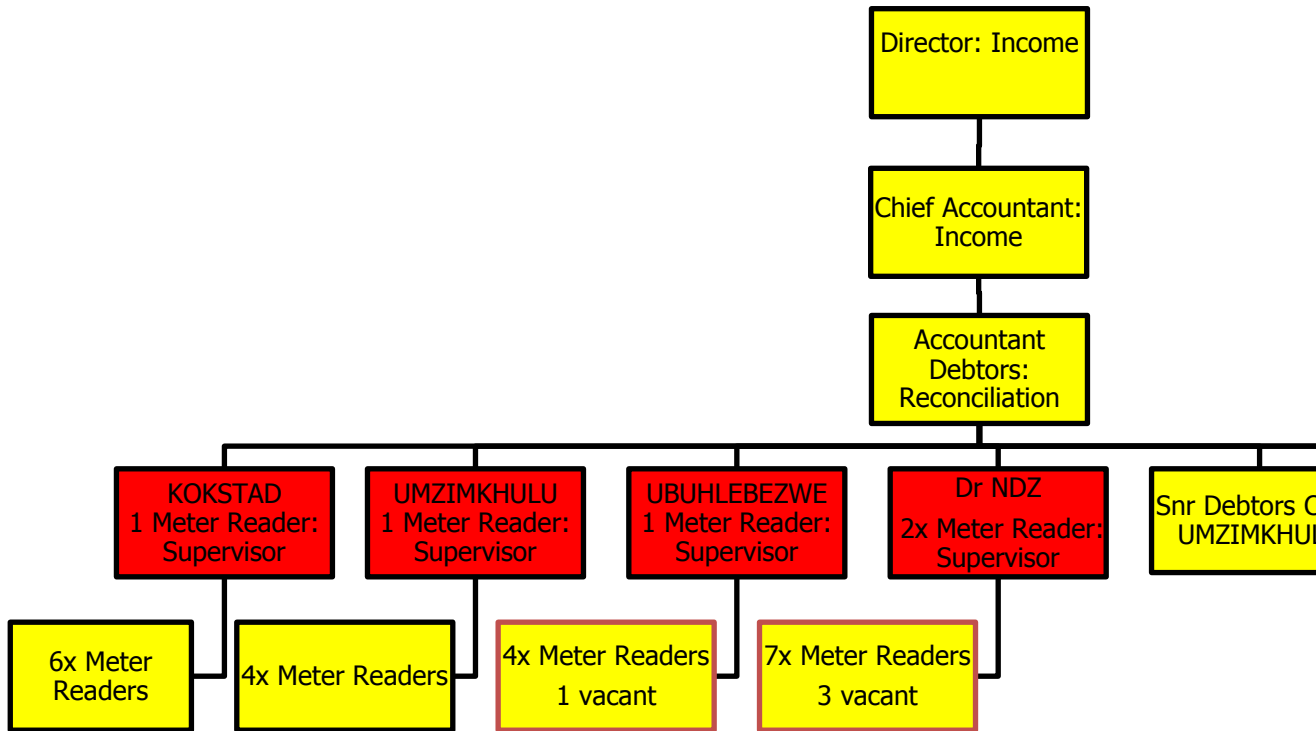 Director: Income
Chief Accountant:
Income
Accountant
Debtors:
Reconciliation
KOKSTAD
1 Meter Reader:
Supervisor
UMZIMKHULU
1 Meter Reader:
Supervisor
UBUHLEBEZWE
1 Meter Reader:
Supervisor
Dr NDZ
2x Meter Reader:
Supervisor
Snr Debtors
6x Meter
Readers
4x Meter Readers
4x Meter Readers
1 vacant
7x Meter Readers
3 vacant